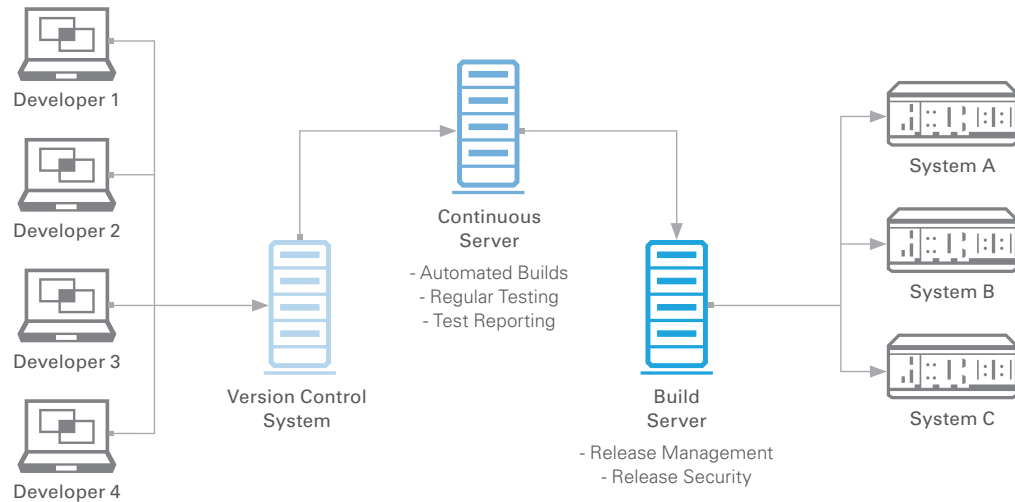 Developer 1
Developer 2
Developer 3
Developer 4
Version Control
System
Continuous
Server
- Automated Builds
- Regular Testing
- Test Reporting
Build
Server
- Release Management
- Release Security
System A
System B
System C